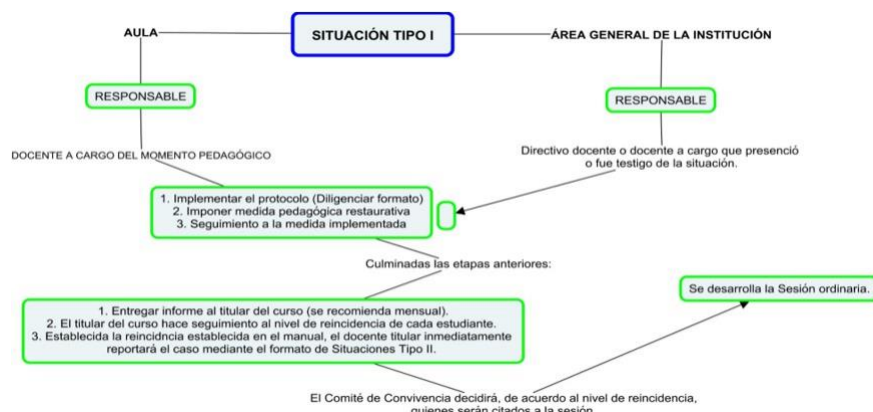 AULA
SITUACIÓN TIPO I
ÁREA GENERAL DE LA INSTITUCIÓN
RESPONSABLE
RESPONSABLE
DOCENTE A CARGO DEL MOMENTO PEDAGÓGICO
Directivo docente o docente a cargo que presenció
o fue testigo de la situación.
1. Implementar el protocolo (Diligenciar formato)
2. Imponer medida pedagógica restaurativa
3. Seguimiento a la medida implementada
Culminadas las etapas anteriores:
Se desarrolla la Sesión ordinaria.
1. Entregar informe al titular del curso (se recomienda mensual).
2. El titular del curso hace seguimiento al nivel de reincidencia de cada estudiante.
3. Establecida la reincidncia establecida en el manual, el docente titular inmediatamente
reportará el caso mediante el formato de Situaciones Tipo II.
El Comité de Convivencia decidirá, de acuerdo al nivel de reincidencia,
quienes serán citados a la sesión